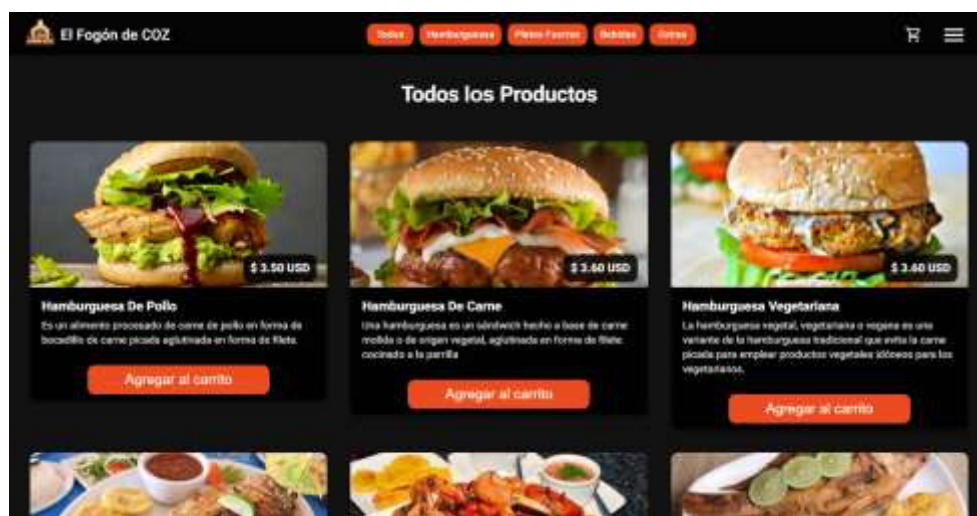 El Fogón de COZ
Todos Hamburguesas Platos Fuertes Bebidas Extras
Todos los Productos
$ 3.50 USD
$ 3.60 USD
$ 3.60 USD
Hamburguesa De Pollo
Es un alimento procesado de carne de pollo en forma de
bocadillo de carne picada aglutinada en forma de filete.
Agregar al carrito
Hamburguesa De Carne
Una hamburguesa es un sándwich hecho a base de carne
molida o de origen vegetal, aglutinada en forma de filete
cocinado a la parrilla
Agregar al carrito
Hamburguesa Vegetariana
La hamburguesa vegetal, vegetariana o vegana es una
variante de la hamburguesa tradicional que evita la carne
picada para emplear productos vegetales idóneos para los
vegetarianos.
Agregar al carrito